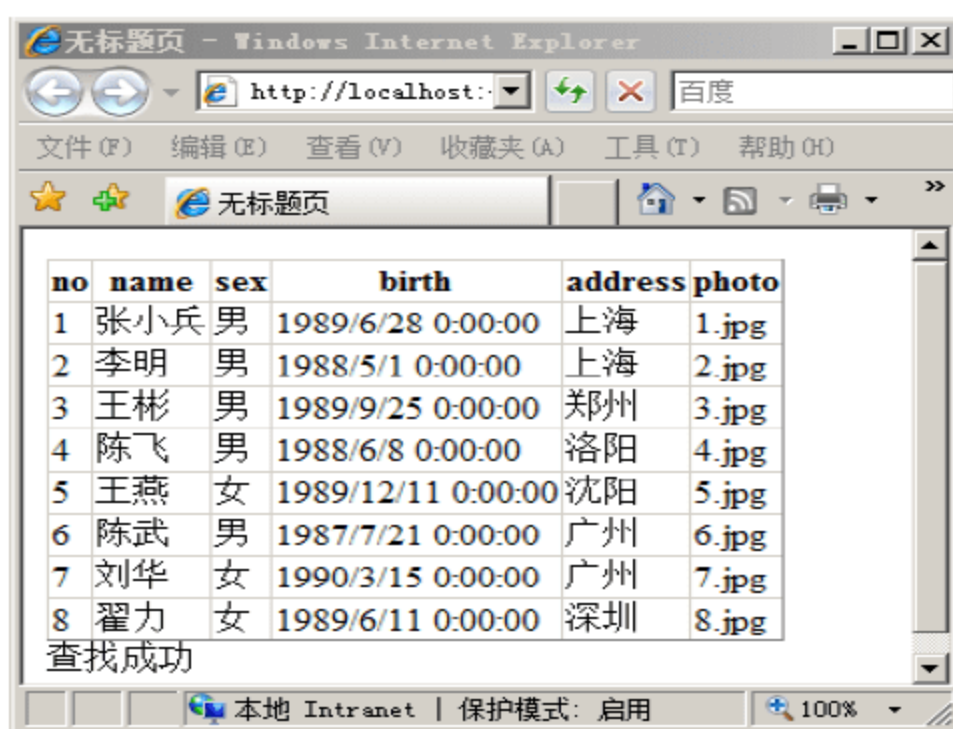 无标题页 - Windows Internet Explorer
http://localhost:
百度
文件(F) 编辑(E) 查看(V) 收藏夹(A) 工具(T) 帮助(H)
无标题页 »
no name sex birth address photo
1 张小兵 男 1989/6/28 0:00:00 上海 1.jpg
2 李明 男 1988/5/1 0:00:00 上海 2.jpg
3 王彬 男 1989/9/25 0:00:00 郑州 3.jpg
4 陈飞 男 1988/6/8 0:00:00 洛阳 4.jpg
5 王燕 女 1989/12/11 0:00:00 沈阳 5.jpg
6 陈武 男 1987/7/21 0:00:00 广州 6.jpg
7 刘华 女 1990/3/15 0:00:00 广州 7.jpg
8 翟力 女 1989/6/11 0:00:00 深圳 8.jpg
查找成功
本地 Intranet | 保护模式: 启用 100%